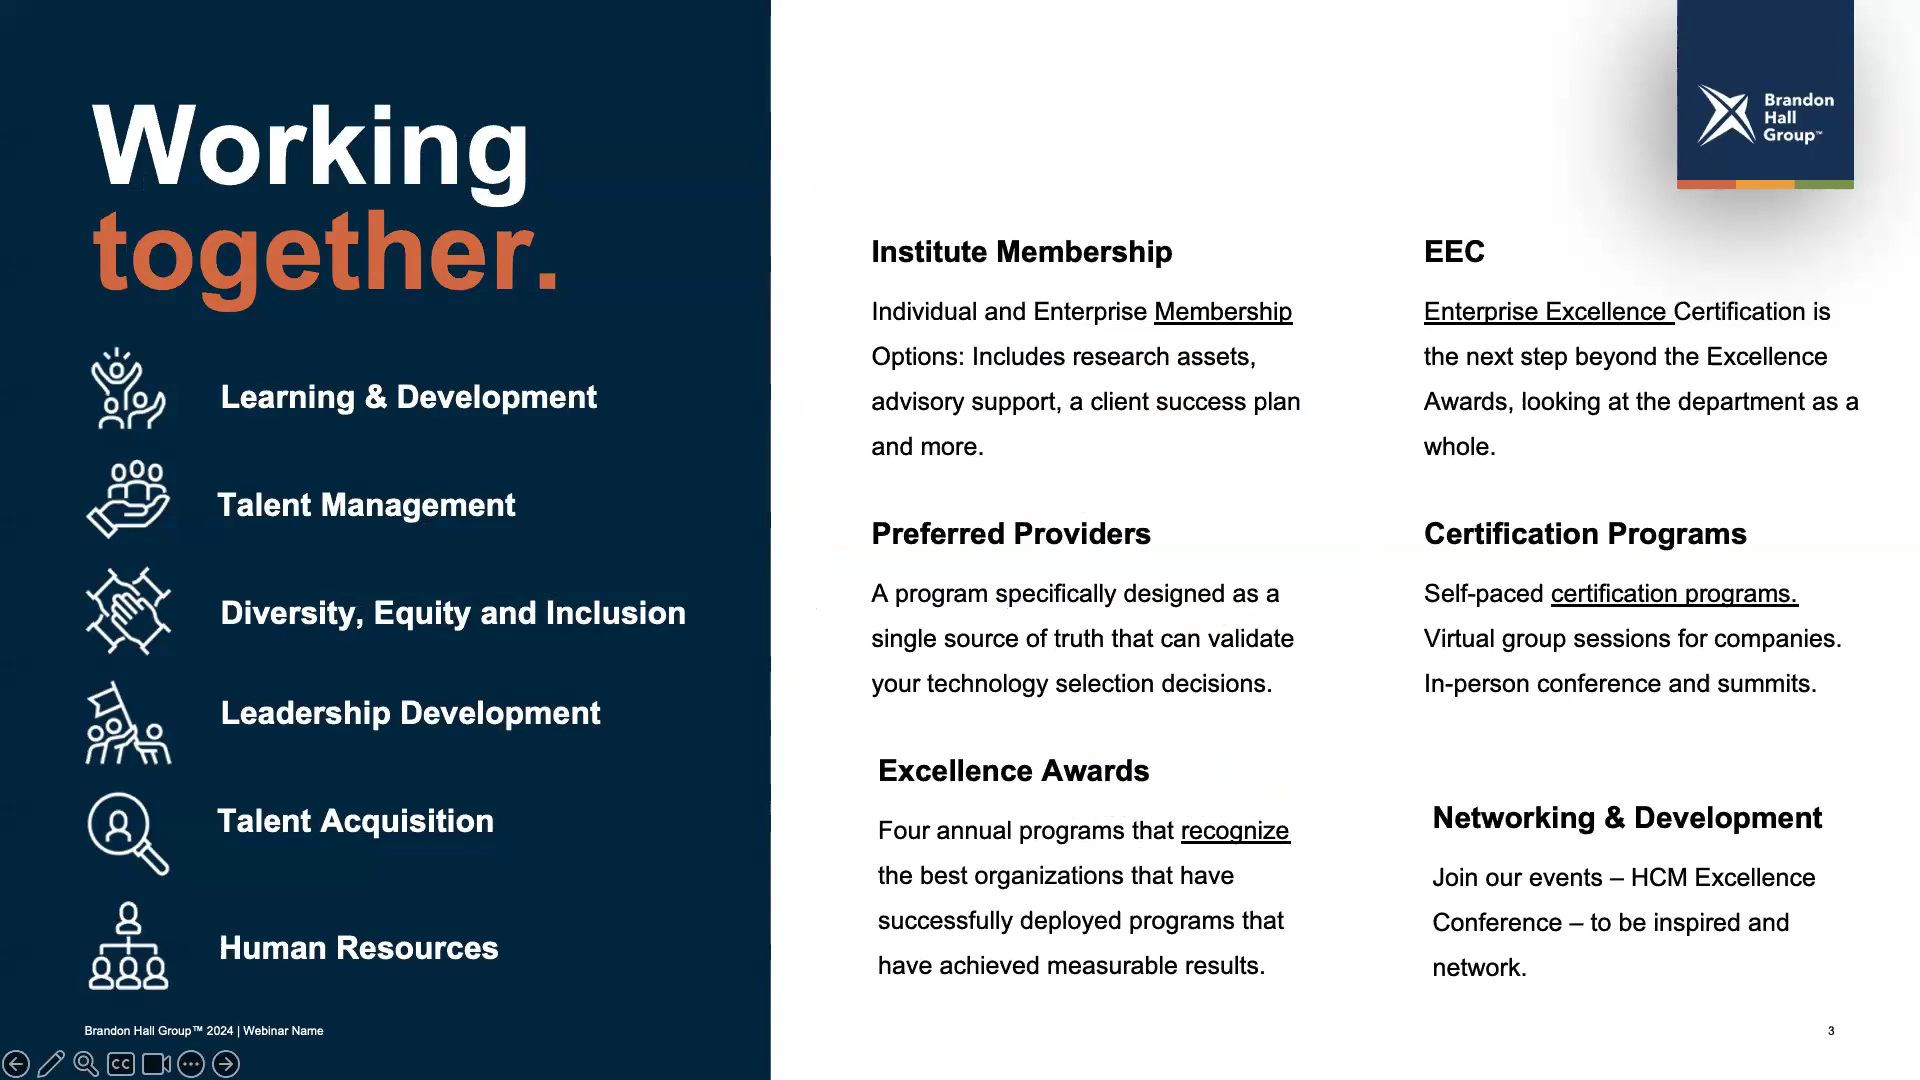 Working
together.
Learning & Development
Talent Management
Diversity, Equity and Inclusion
Leadership Development
Talent Acquisition
Human Resources
Brandon Hall Group™ 2024 | Webinar Name
CC
Brandon
Hall
Group™
Institute Membership
Individual and Enterprise Membership
Options: Includes research assets,
advisory support, a client success plan
and more.
Preferred Providers
A program specifically designed as a
single source of truth that can validate
your technology selection decisions.
Excellence Awards
Four annual programs that recognize
the best organizations that have
successfully deployed programs that
have achieved measurable results.
EEC
Enterprise Excellence Certification is
the next step beyond the Excellence
Awards, looking at the department as a
whole.
Certification Programs
Self-paced certification programs.
Virtual group sessions for companies.
In-person conference and summits.
Networking & Development
Join our events – HCM Excellence
Conference – to be inspired and
network.
3